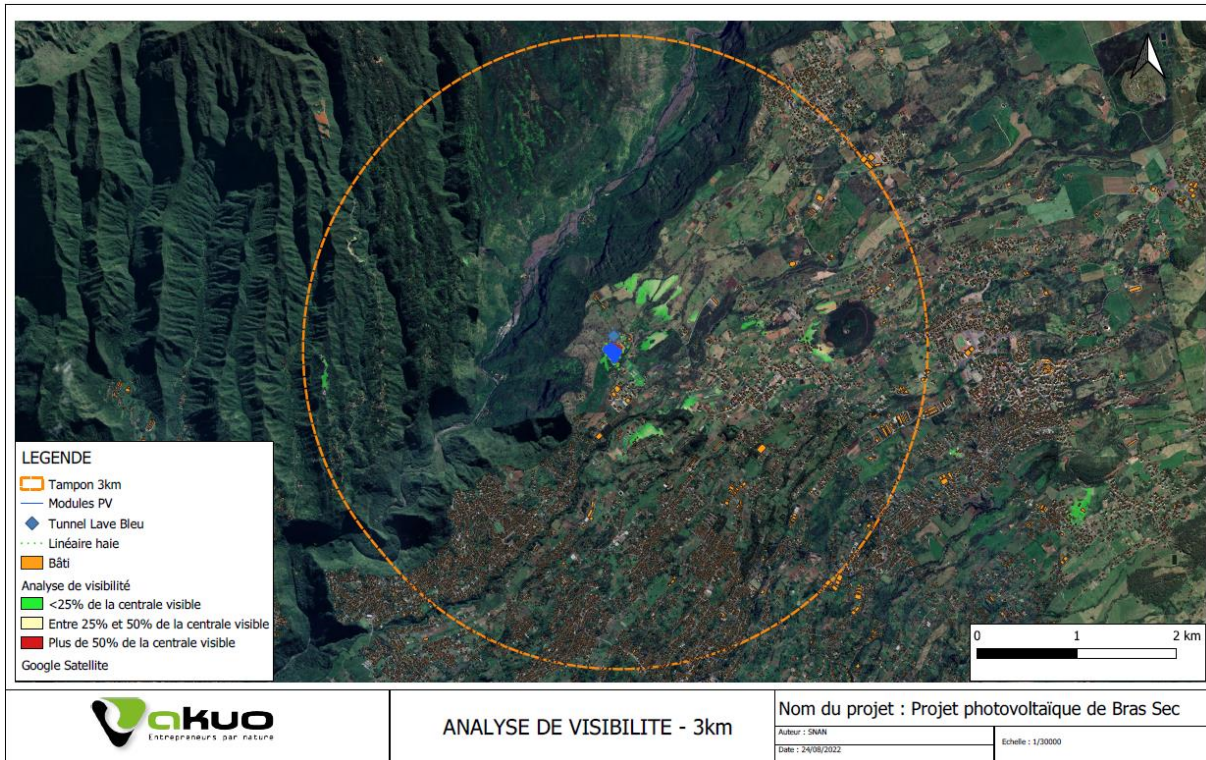 LEGENDE
Tampon 3km
Modules PV
Tunnel Lave Bleu
Linéaire haie
Bâti
Analyse de visibilité
<25% de la centrale visible
Entre 25% et 50% de la centrale visible
Plus de 50% de la centrale visible
Google Satellite
0 1 2 km
akuo
Entrepreneurs par nature
ANALYSE DE VISIBILITE - 3km
Nom du projet : Projet photovoltaïque de Bras Sec
Auteur : SNAN
Date : 24/08/2022
Echelle : 1/30000